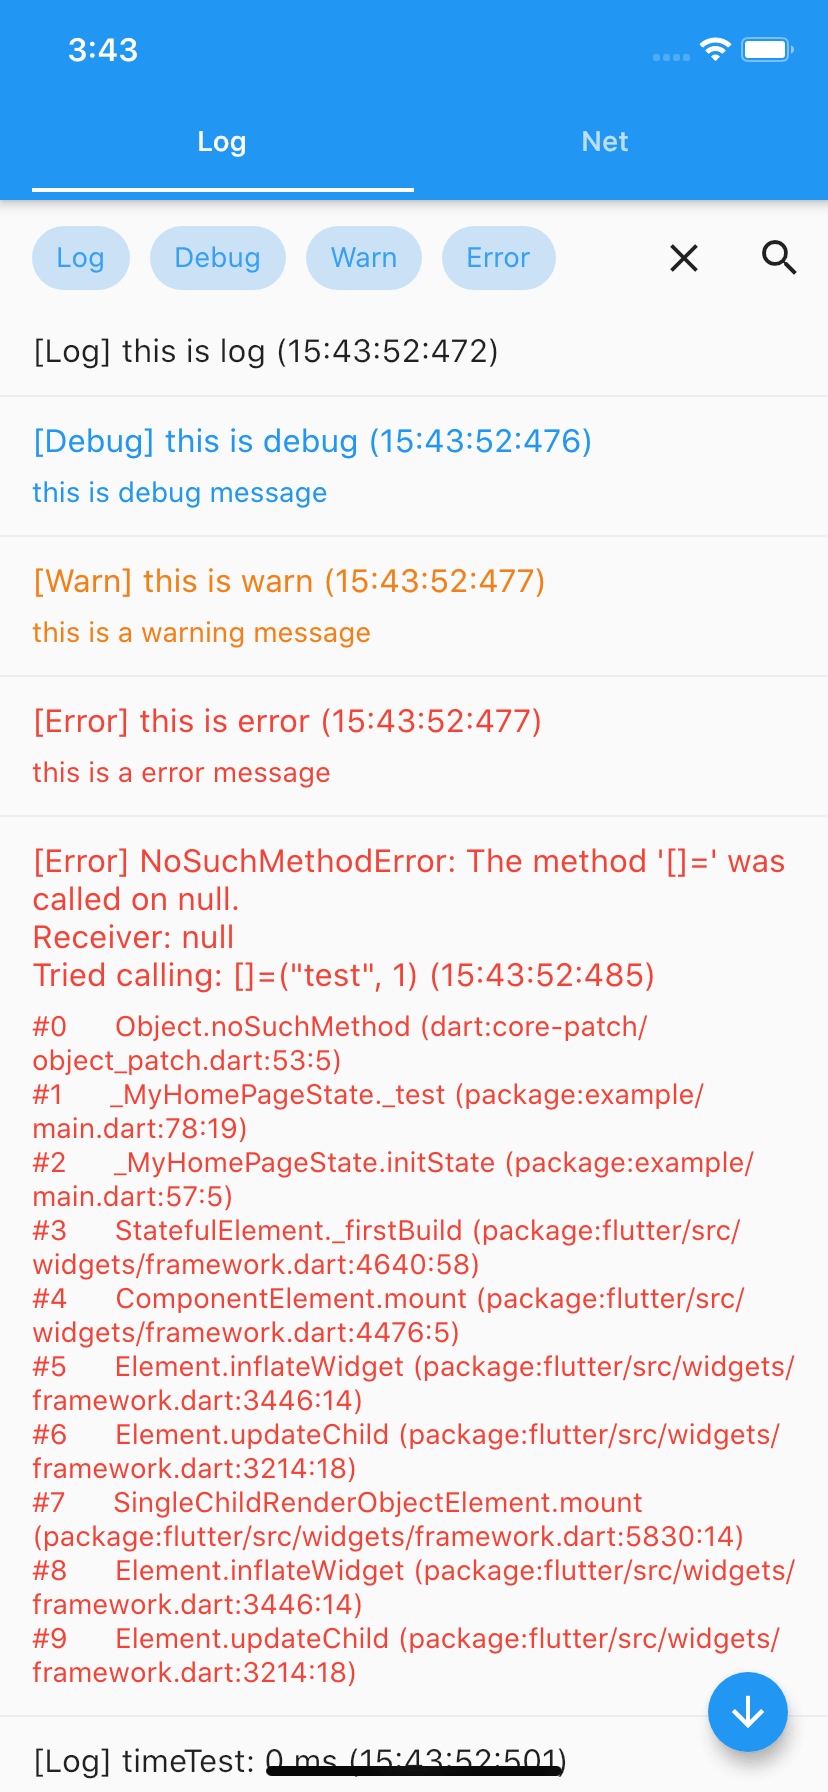 3:43
Log Net
Log Debug Warn Error
[Log] this is log (15:43:52:472)
[Debug] this is debug (15:43:52:476)
this is debug message
[Warn] this is warn (15:43:52:477)
this is a warning message
[Error] this is error (15:43:52:477)
this is a error message
[Error] NoSuchMethodError: The method '[]=' was
called on null.
Receiver: null
Tried calling: []=("test", 1) (15:43:52:485)
#0 Object.noSuchMethod (dart:core-patch/
object_patch.dart:53:5)
#1 _MyHomePageState._test (package:example/
main.dart:78:19)
#2 _MyHomePageState.initState (package:example/
main.dart:57:5)
#3 StatefulElement._firstBuild (package:flutter/src/
widgets/framework.dart:4640:58)
#4 ComponentElement.mount (package:flutter/src/
widgets/framework.dart:4476:5)
#5 Element.inflateWidget (package:flutter/src/widgets/
framework.dart:3446:14)
#6 Element.updateChild (package:flutter/src/widgets/
framework.dart:3214:18)
#7 SingleChildRenderObjectElement.mount
(package:flutter/src/widgets/framework.dart:5830:14)
#8 Element.inflateWidget (package:flutter/src/widgets/
framework.dart:3446:14)
#9 Element.updateChild (package:flutter/src/widgets/
framework.dart:3214:18)
[Log] timeTest: 0 ms (15:43:52:501)